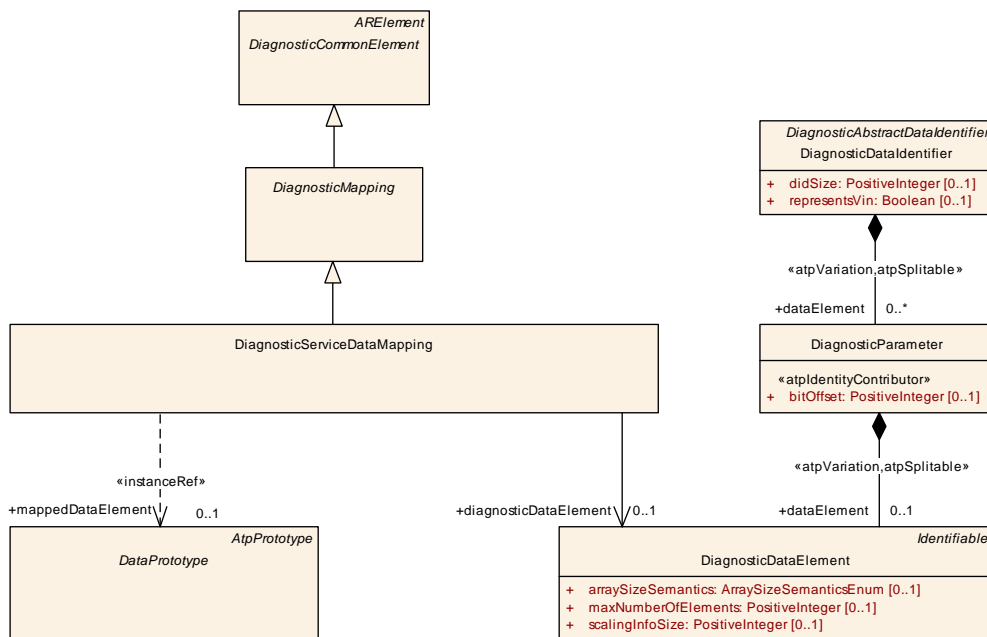 ARElement
DiagnosticCommonElement
DiagnosticMapping
DiagnosticAbstractDataIdentifier
DiagnosticDataIdentifier
+ didSize: PositiveInteger [0..1]
+ representsVin: Boolean [0..1]
«atpVariation,atpSplitable»
+dataElement 0..*
DiagnosticServiceDataMapping
DiagnosticParameter
«atpIdentityContributor»
+ bitOffset: PositiveInteger [0..1]
«atpVariation,atpSplitable»
«instanceRef»
+mappedDataElement 0..1
+diagnosticDataElement 0..1
+dataElement 0..1
AtpPrototype
DataPrototype
Identifiable
DiagnosticDataElement
+ arraySizeSemantics: ArraySizeSemanticsEnum [0..1]
+ maxNumberOfElements: PositiveInteger [0..1]
+ scalingInfoSize: PositiveInteger [0..1]